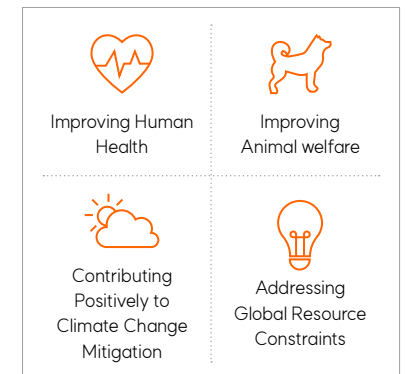 Improving Human
Health
Improving
Animal welfare
Contributing
Positively to
Climate Change
Mitigation
Addressing
Global Resource
Constraints